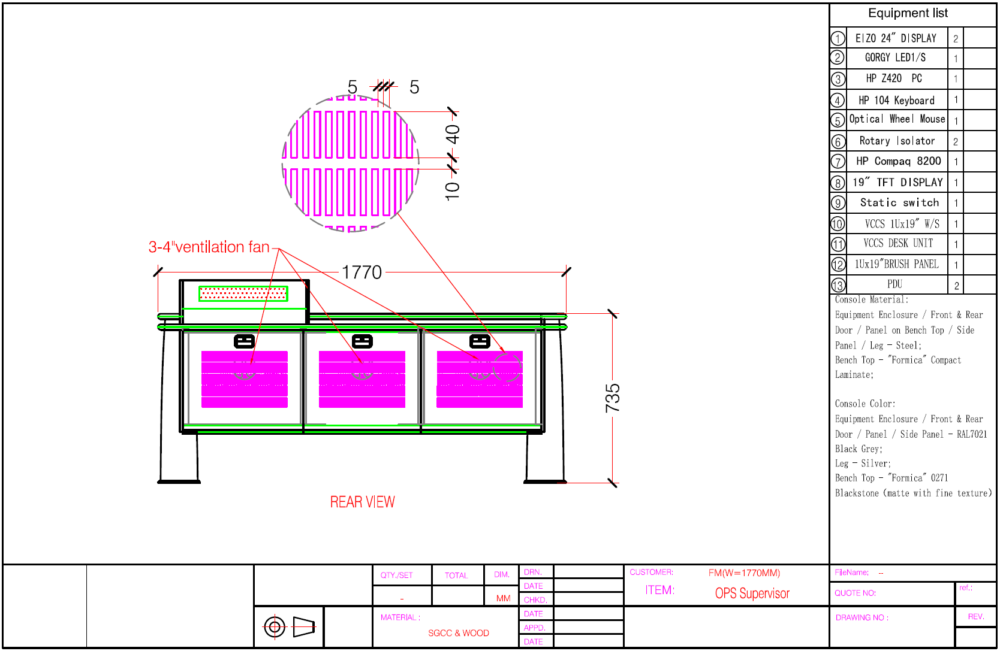 Equipment list
1 EIZO 24" DISPLAY 2
2 GORGY LED1/S 1
3 HP Z420 PC 1
4 HP 104 Keyboard 1
5 Optical Wheel Mouse 1
6 Rotary Isolator 2
7 HP Compaq 8200 1
8 19" TFT DISPLAY 1
9 Static switch 1
10 VCCS 1Ux19" W/S 1
11 VCCS DESK UNIT 1
12 1Ux19"BRUSH PANEL 1
13 PDU 2
Console Material:
Equipment Enclosure / Front & Rear
Door / Panel on Bench Top / Side
Panel / Leg - Steel;
Bench Top - "Formica" Compact
Laminate;
Console Color:
Equipment Enclosure / Front & Rear
Door / Panel / Side Panel - RAL7021
Black Grey;
Leg - Silver;
Bench Top - "Formica" 0271
Blackstone (matte with fine texture)
5 5
40
10
3-4"ventilation fan
1770
735
REAR VIEW
QTY./SET TOTAL DIM.
- MM
MATERIAL :
SGCC & WOOD
DRN.
DATE
CHKD.
DATE
APPD.
DATE
CUSTOMER: FM(W=1770MM)
ITEM: OPS Supervisor
FileName: --
QUOTE NO: ref.:
DRAWING NO : REV.